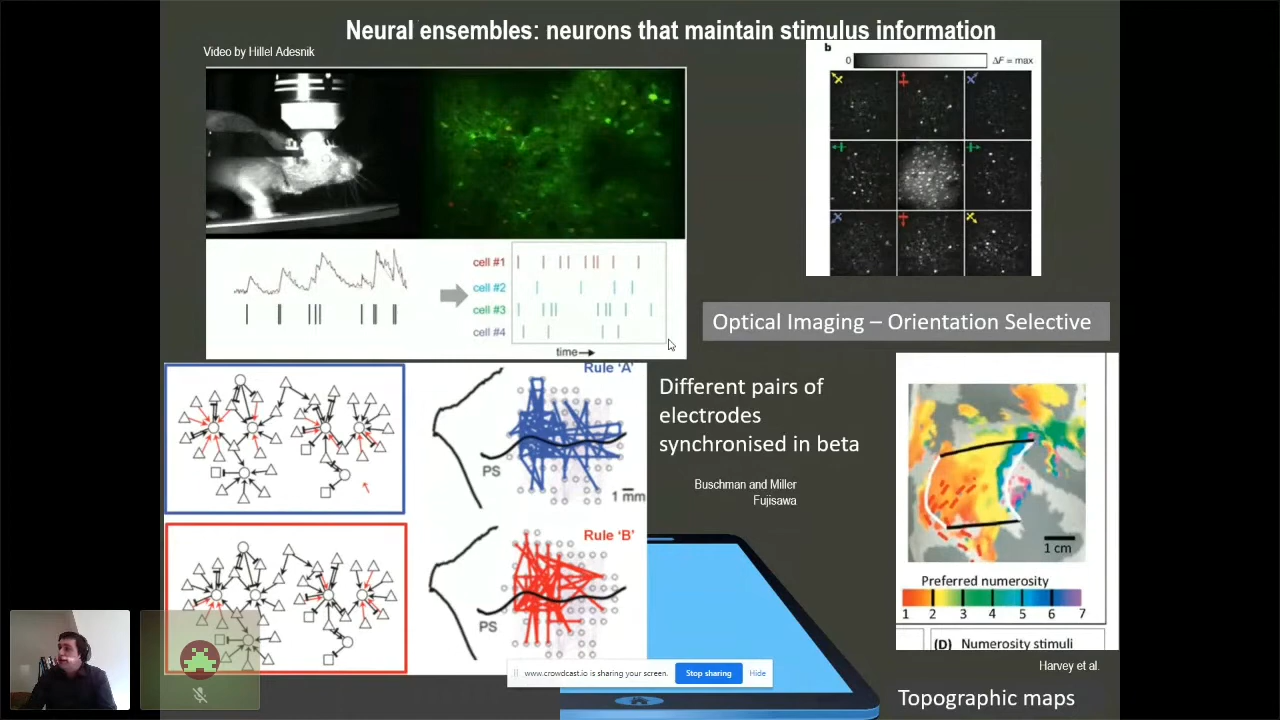 Neural ensembles: neurons that maintain stimulus information
Video by Hillel Adesnik
b
0
ΔF = max
cell #1
cell #2
cell #3
cell #4
time
Optical Imaging – Orientation Selective
Rule ‘A’
PS
1 mm
Different pairs of
electrodes
synchronised in beta
Buschman and Miller
Fujisawa
Rule ‘B’
PS
1 cm
Preferred numerosity
1 2 3 4 5 6 7
(D) Numerosity stimuli
Harvey et al.
Topographic maps
www.crowdcast.io is sharing your screen.
Stop sharing
Hide